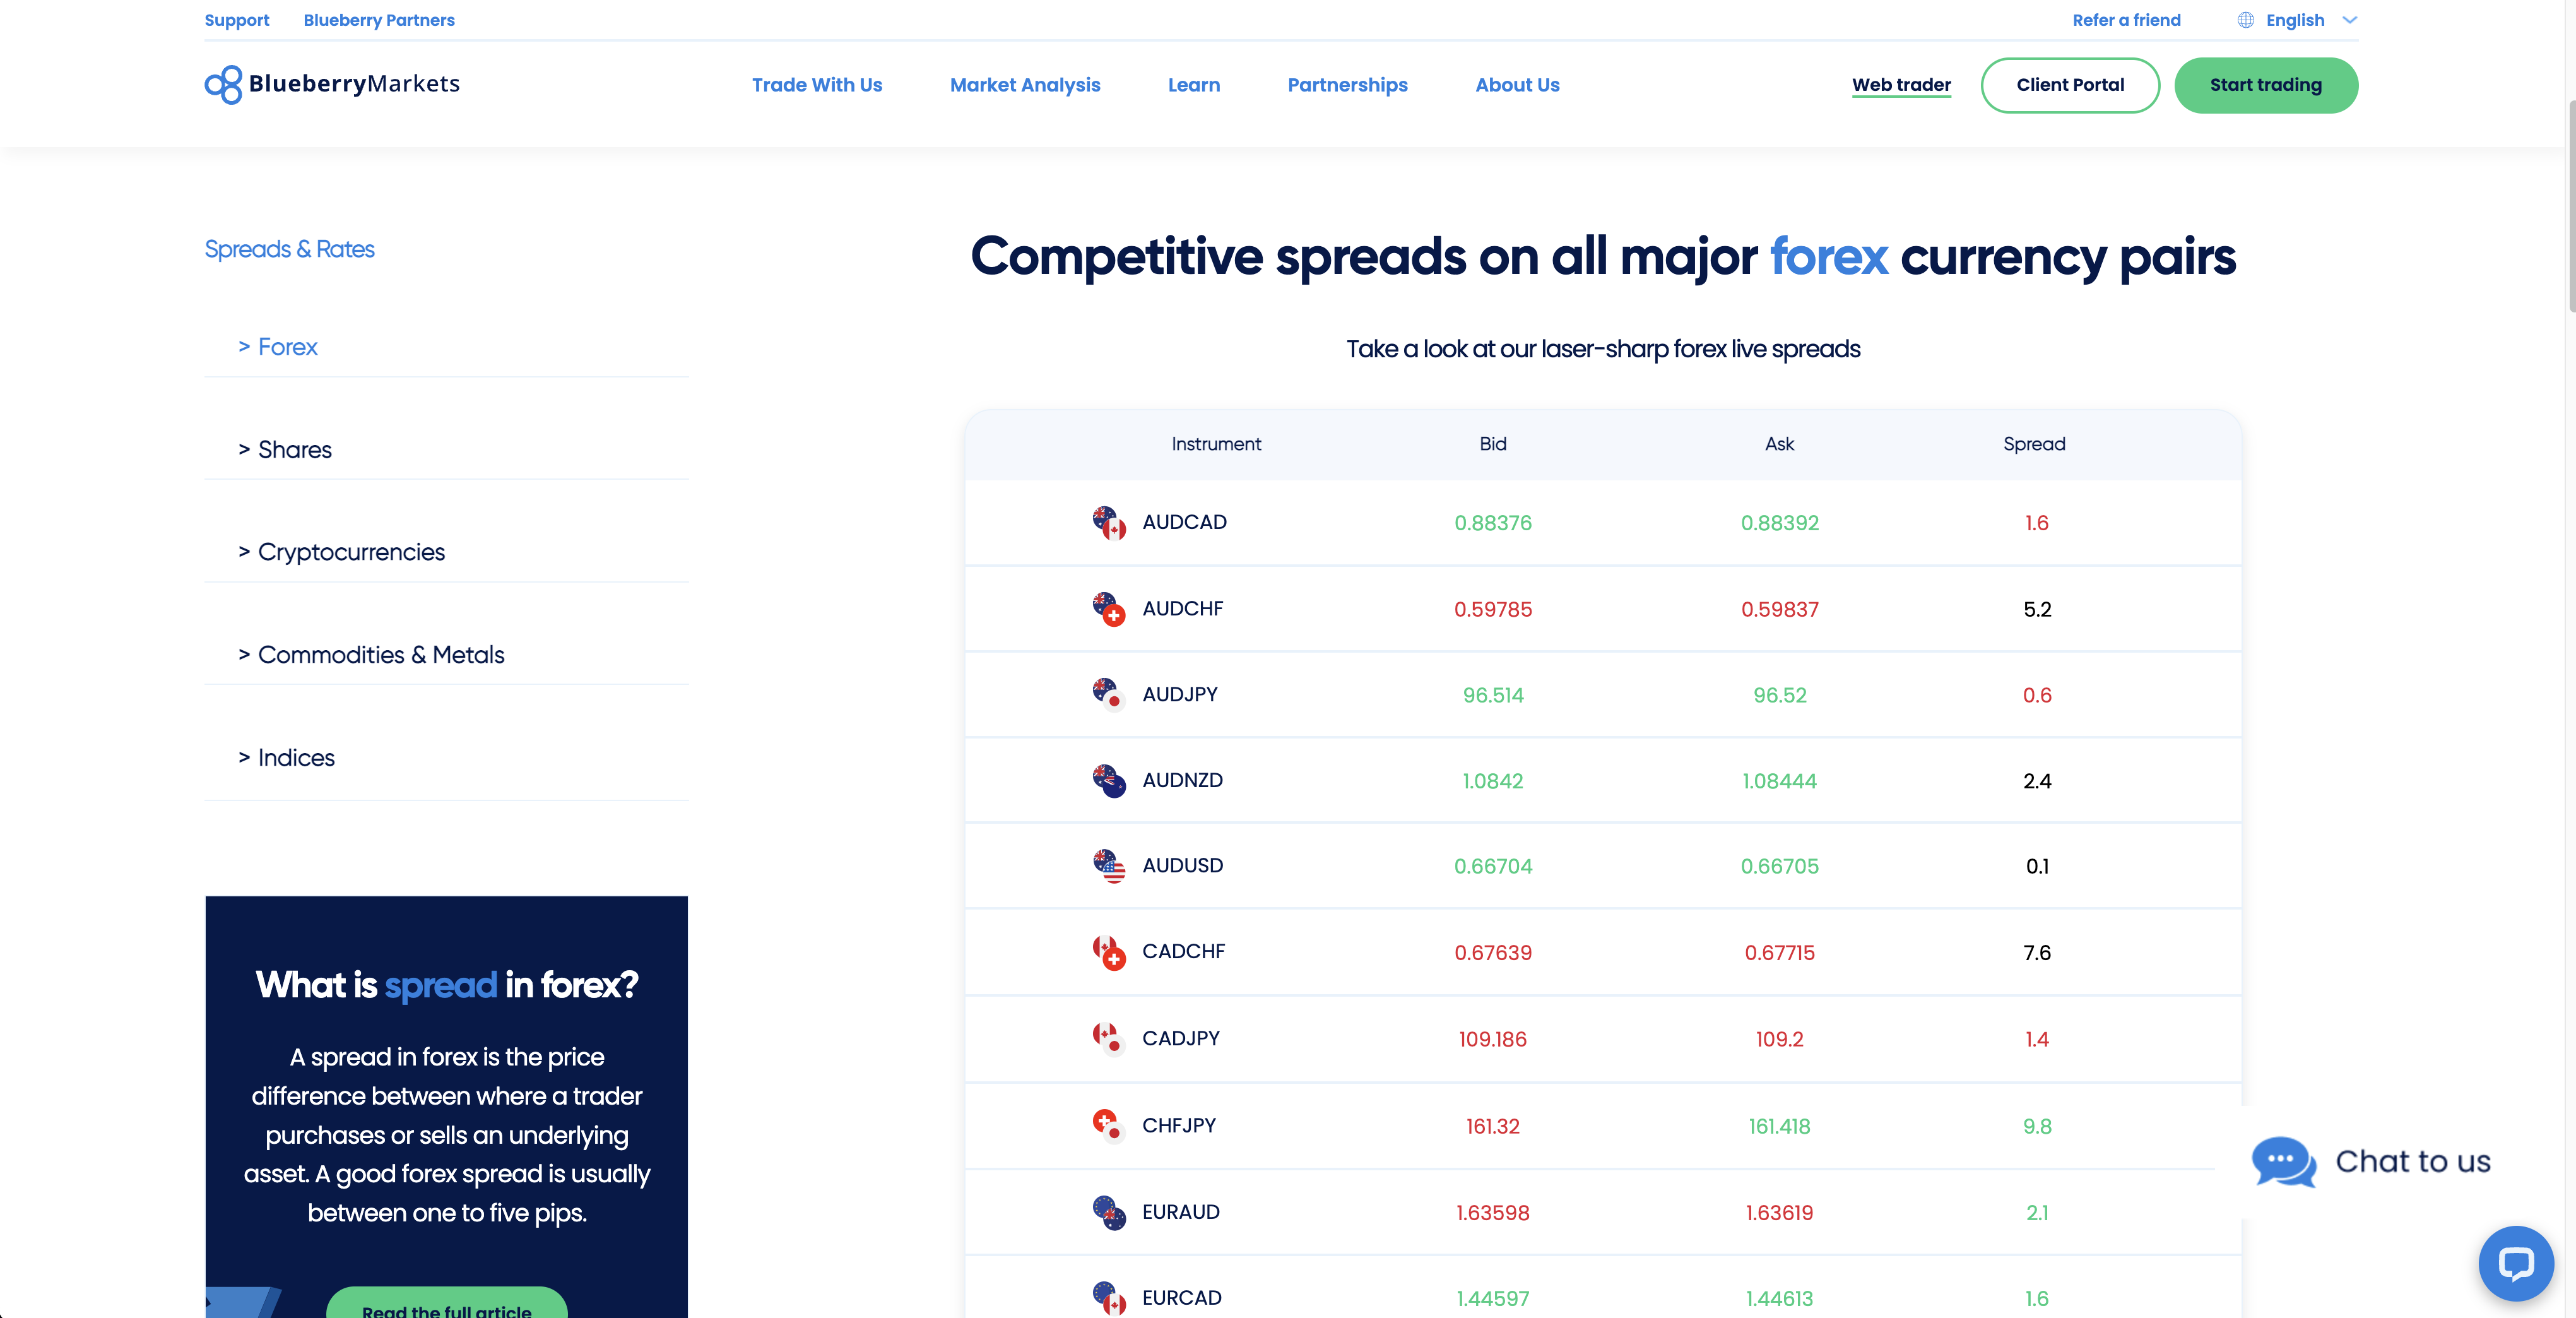 Support Blueberry Partners Refer a friend English
BlueberryMarkets Trade With Us Market Analysis Learn Partnerships About Us Web trader Client Portal Start trading
Spreads & Rates
> Forex
> Shares
> Cryptocurrencies
> Commodities & Metals
> Indices
What is spread in forex?
A spread in forex is the price
difference between where a trader
purchases or sells an underlying
asset. A good forex spread is usually
between one to five pips.
Read the full article
Competitive spreads on all major forex currency pairs
Take a look at our laser-sharp forex live spreads
Instrument Bid Ask Spread
AUDCAD 0.88376 0.88392 1.6
AUDCHF 0.59785 0.59837 5.2
AUDJPY 96.514 96.52 0.6
AUDNZD 1.0842 1.08444 2.4
AUDUSD 0.66704 0.66705 0.1
CADCHF 0.67639 0.67715 7.6
CADJPY 109.186 109.2 1.4
CHFJPY 161.32 161.418 9.8
EURAUD 1.63598 1.63619 2.1
EURCAD 1.44597 1.44613 1.6
Chat to us